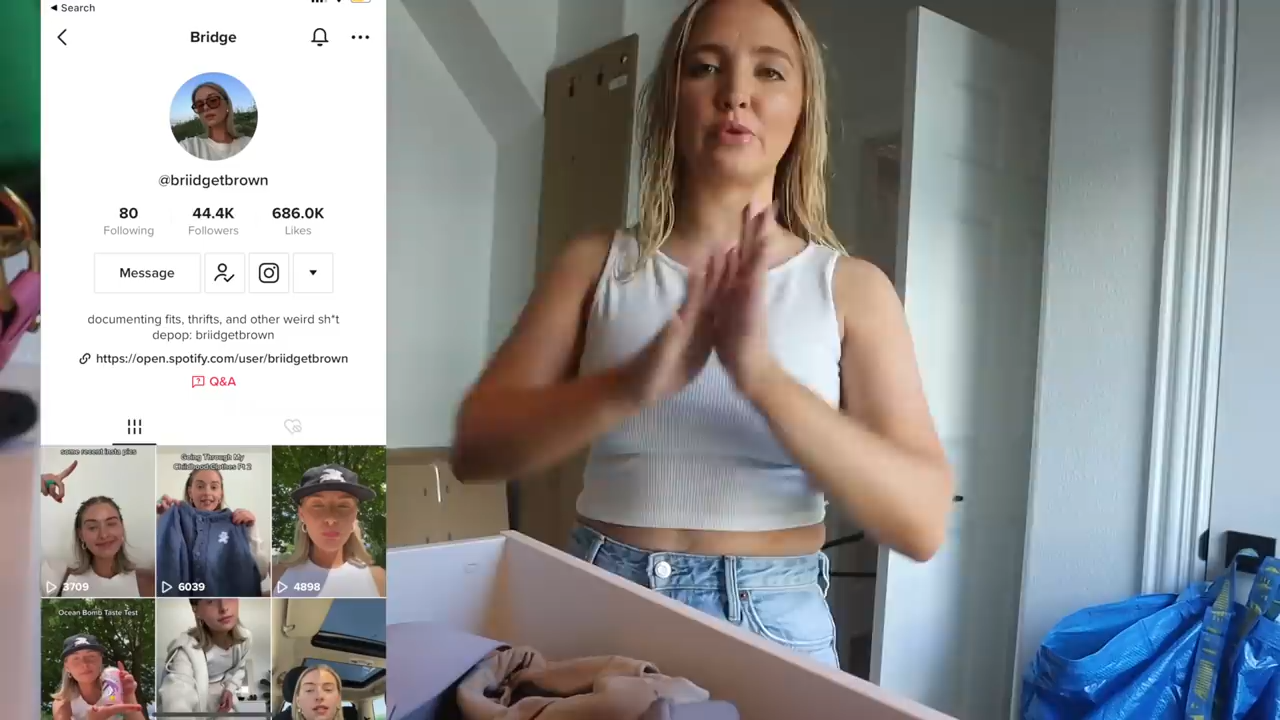 Search
Bridge
@briidgetbrown
80
44.4K
686.0K
Following
Followers
Likes
Message
documenting fits, thrifts, and other weird sh*t
depop: briidgetbrown
https://open.spotify.com/user/briidgetbrown
Q&A
some recent insta pics
Going Through My
Childhood Clothes Pt 2
3709
6039
4898
Ocean Bomb Taste Test